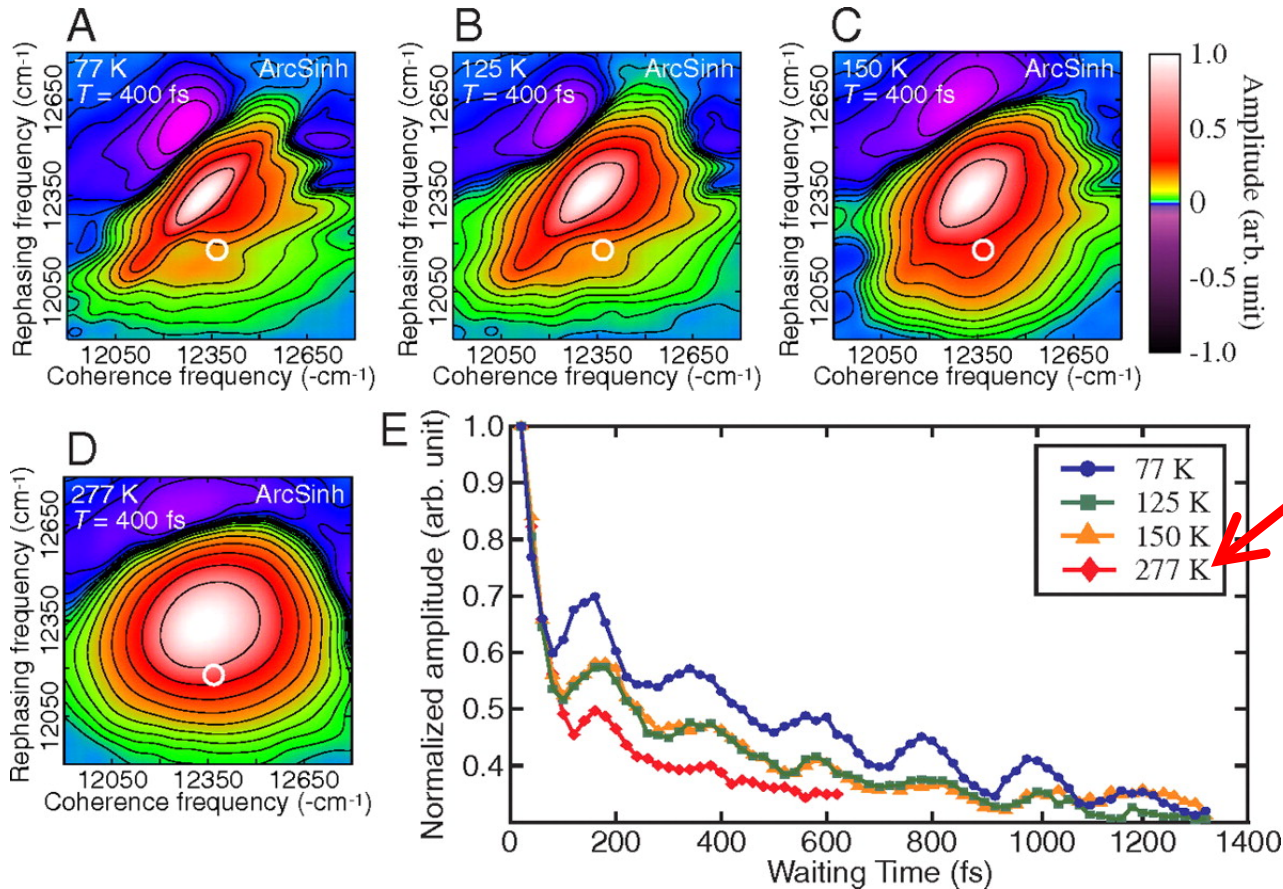 A
77 K
ArcSinh
T = 400 fs
Rephasing frequency (cm-1)
12650
12350
12050
12050 12350 12650
Coherence frequency (-cm-1)
B
125 K
ArcSinh
T = 400 fs
Rephasing frequency (cm-1)
12650
12350
12050
12050 12350 12650
Coherence frequency (-cm-1)
C
150 K
ArcSinh
T = 400 fs
Rephasing frequency (cm-1)
12650
12350
12050
12050 12350 12650
Coherence frequency (-cm-1)
1.0
0.5
0
-0.5
-1.0
Amplitude (arb. unit)
D
277 K
ArcSinh
T = 400 fs
Rephasing frequency (cm-1)
12650
12350
12050
12050 12350 12650
Coherence frequency (-cm-1)
E
Normalized amplitude (arb. unit)
1.0
0.9
0.8
0.7
0.6
0.5
0.4
77 K
125 K
150 K
277 K
0 200 400 600 800 1000 1200 1400
Waiting Time (fs)